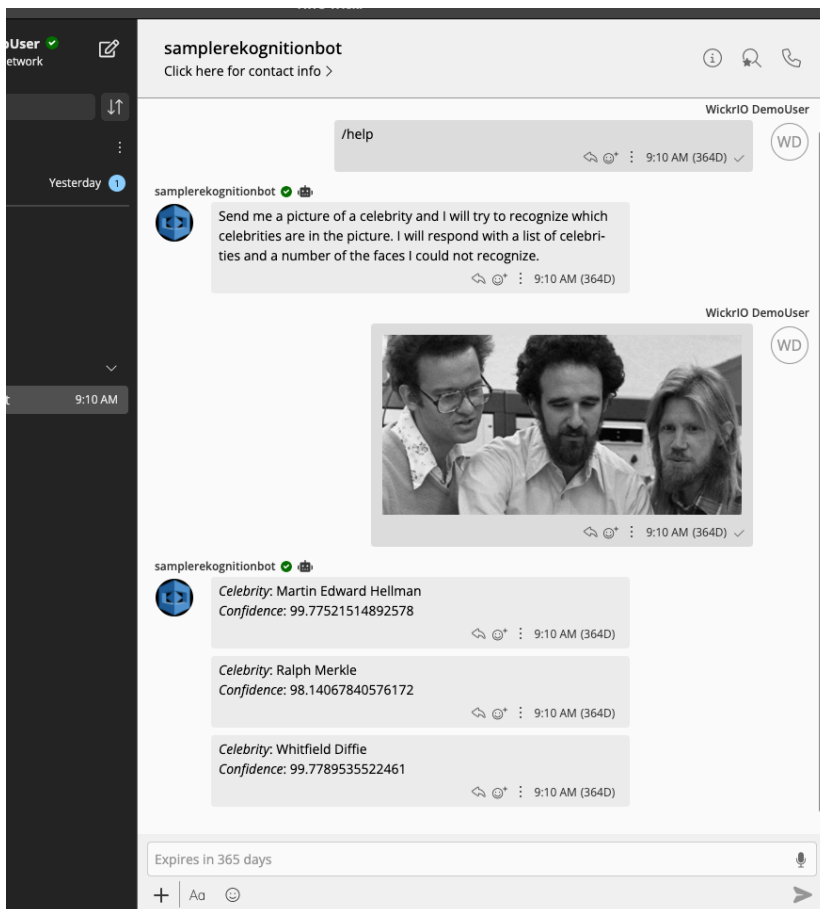 oUser
etwork
Yesterday 1
t 9:10 AM
samplerekognitionbot
Click here for contact info >
WickrIO DemoUser
/help
WD
9:10 AM (364D)
samplerekognitionbot
Send me a picture of a celebrity and I will try to recognize which
celebrities are in the picture. I will respond with a list of celebri-
ties and a number of the faces I could not recognize.
9:10 AM (364D)
WickrIO DemoUser
WD
9:10 AM (364D)
samplerekognitionbot
Celebrity: Martin Edward Hellman
Confidence: 99.77521514892578
9:10 AM (364D)
Celebrity: Ralph Merkle
Confidence: 98.14067840576172
9:10 AM (364D)
Celebrity: Whitfield Diffie
Confidence: 99.7789535522461
9:10 AM (364D)
Expires in 365 days
Aa